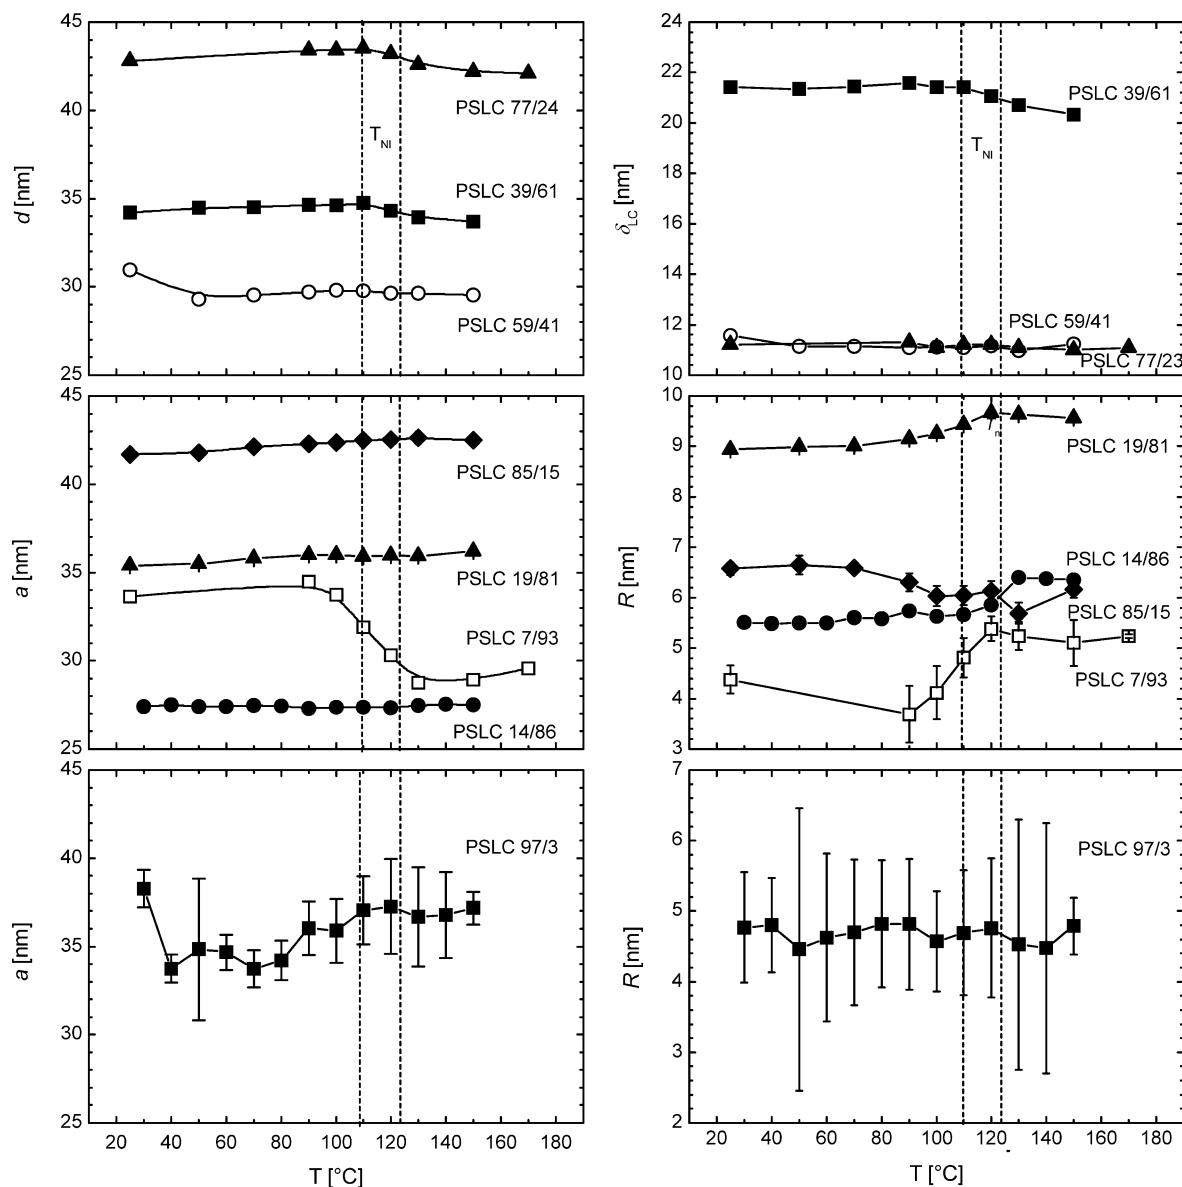 45
40
35
30
25
d [nm]
PSLC 77/24
T_NI
PSLC 39/61
PSLC 59/41
22
20
18
16
14
12
10
δ_LC [nm]
PSLC 39/61
T_NI
PSLC 59/41
PSLC 77/23
45
40
35
30
25
a [nm]
PSLC 85/15
PSLC 19/81
PSLC 7/93
PSLC 14/86
10
9
8
7
6
5
4
3
R [nm]
PSLC 19/81
PSLC 14/86
PSLC 85/15
PSLC 7/93
45
40
35
30
25
a [nm]
PSLC 97/3
20 40 60 80 100 120 140 160 180
T [°C]
7
6
5
4
3
2
R [nm]
PSLC 97/3
20 40 60 80 100 120 140 160 180
T [°C]